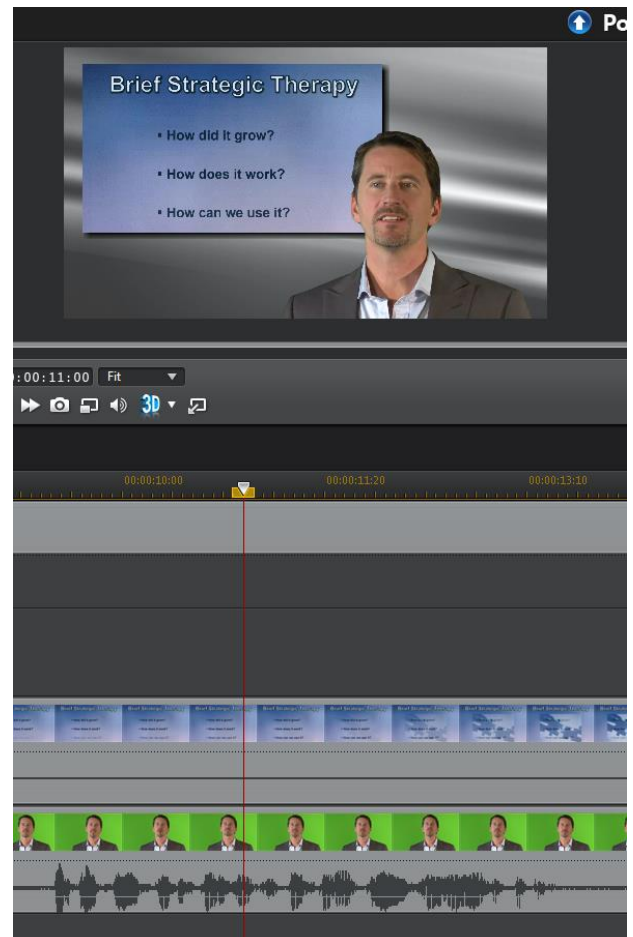 Po
Brief Strategic Therapy
▪ How did it grow?
▪ How does it work?
▪ How can we use it?
:00:11:00 Fit
3D
00:00:10:00 00:00:11:20 00:00:13:10